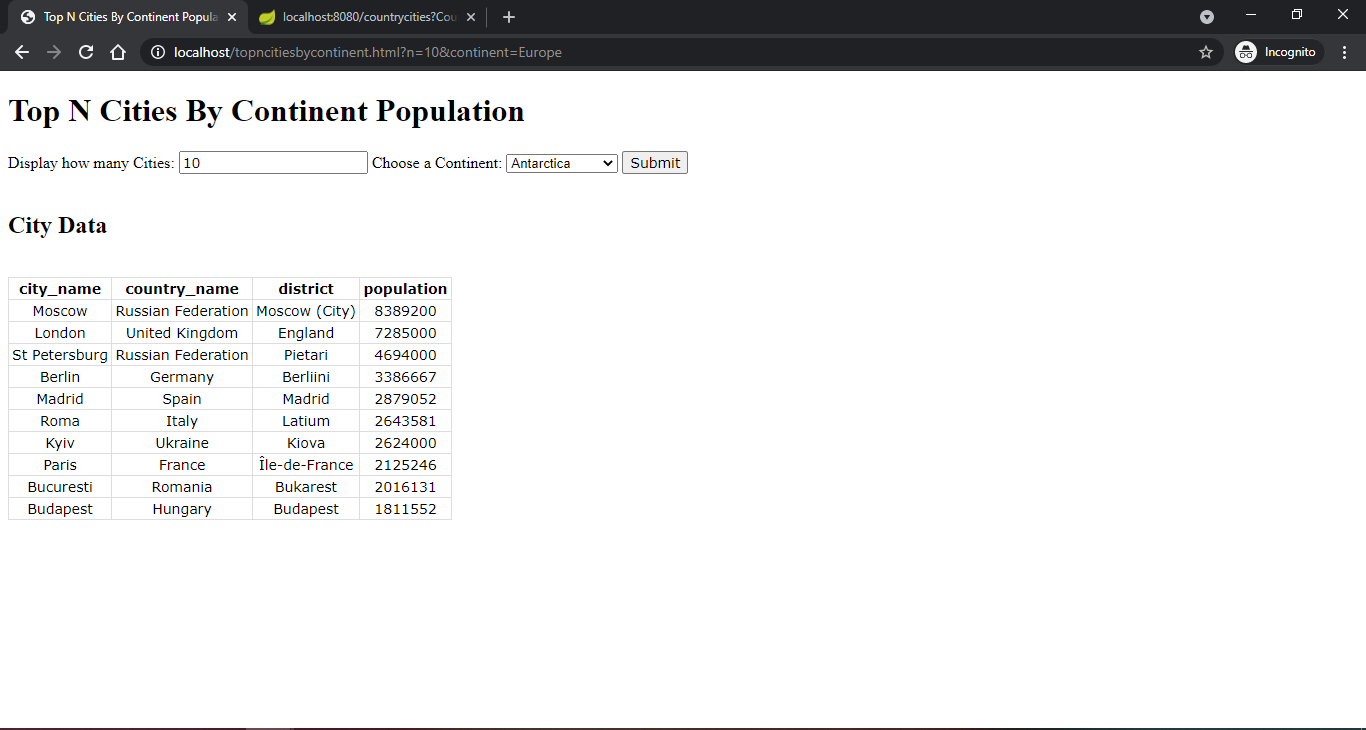 Top N Cities By Continent Popula
localhost:8080/countrycities?Cou
localhost/topncitiesbycontinent.html?n=10&continent=Europe
Incognito
Top N Cities By Continent Population
Display how many Cities: 10 Choose a Continent: Antarctica Submit
City Data
city_name country_name district population
Moscow Russian Federation Moscow (City) 8389200
London United Kingdom England 7285000
St Petersburg Russian Federation Pietari 4694000
Berlin Germany Berliini 3386667
Madrid Spain Madrid 2879052
Roma Italy Latium 2643581
Kyiv Ukraine Kiova 2624000
Paris France Île-de-France 2125246
Bucuresti Romania Bukarest 2016131
Budapest Hungary Budapest 1811552